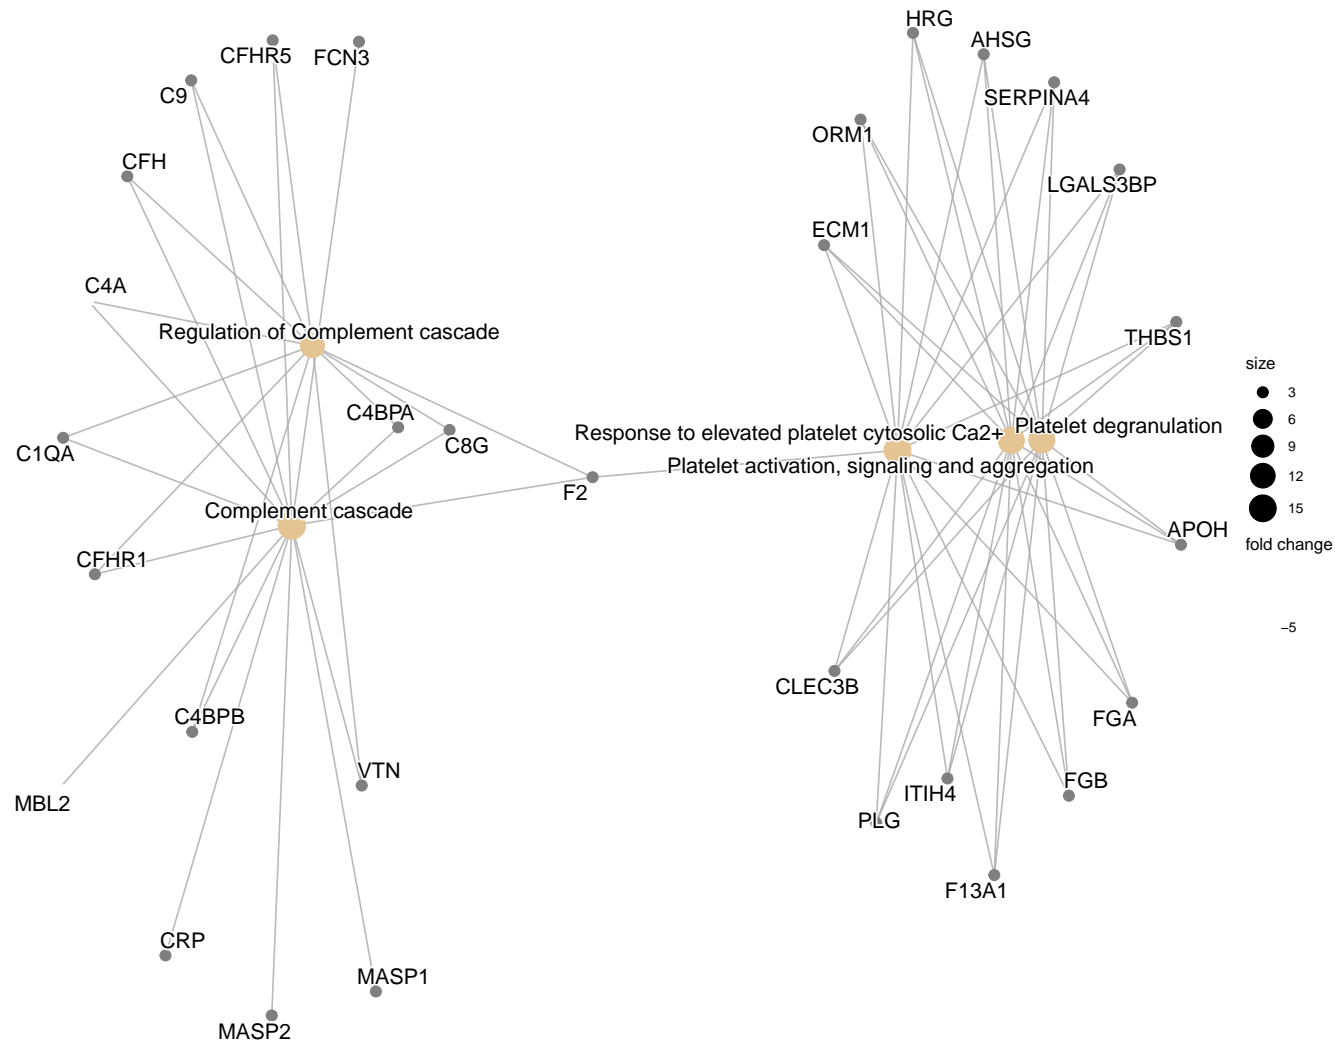 HRG
AHSG
CFHR5
FCN3
C9
SERPINA4
ORM1
CFH
LGALS3BP
ECM1
C4A
Regulation of Complement cascade
THBS1
size
3
C4BPA
6
Platelet degranulation
Response to elevated platelet cytosolic Ca2+
C8G
9
C1QA
Platelet activation, signaling and aggregation
12
F2
15
Complement cascade
APOH
fold change
CFHR1
−5
CLEC3B
C4BPB
FGA
VTN
FGB
ITIH4
MBL2
PLG
F13A1
CRP
MASP1
MASP2